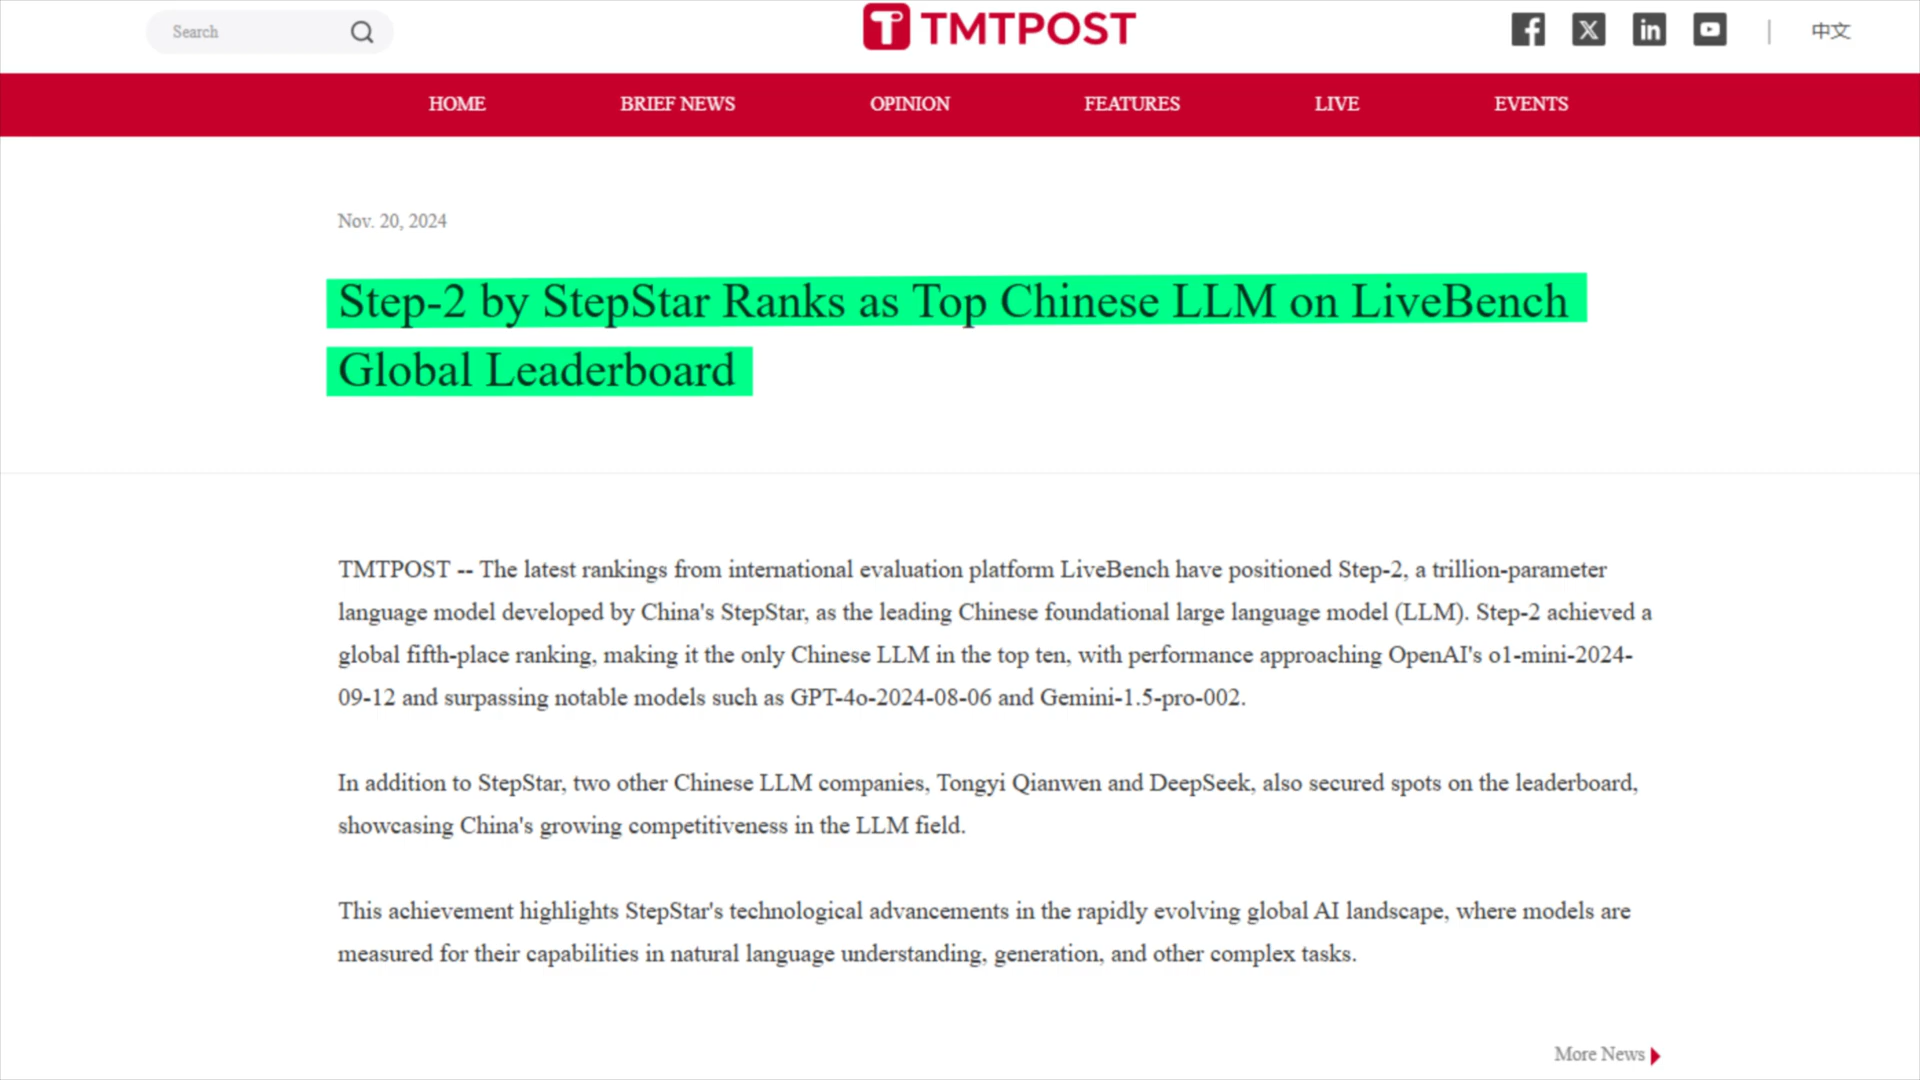 Search
TMTPOST
中文
HOME
BRIEF NEWS
OPINION
FEATURES
LIVE
EVENTS
Nov. 20, 2024
Step-2 by StepStar Ranks as Top Chinese LLM on LiveBench
Global Leaderboard
TMTPOST -- The latest rankings from international evaluation platform LiveBench have positioned Step-2, a trillion-parameter
language model developed by China's StepStar, as the leading Chinese foundational large language model (LLM). Step-2 achieved a
global fifth-place ranking, making it the only Chinese LLM in the top ten, with performance approaching OpenAI's o1-mini-2024-
09-12 and surpassing notable models such as GPT-4o-2024-08-06 and Gemini-1.5-pro-002.
In addition to StepStar, two other Chinese LLM companies, Tongyi Qianwen and DeepSeek, also secured spots on the leaderboard,
showcasing China's growing competitiveness in the LLM field.
This achievement highlights StepStar's technological advancements in the rapidly evolving global AI landscape, where models are
measured for their capabilities in natural language understanding, generation, and other complex tasks.
More News